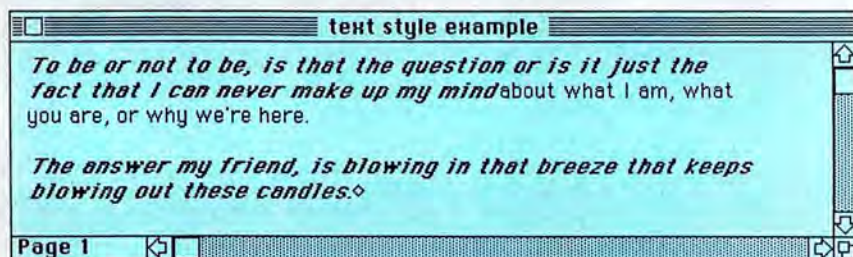 text style example
To be or not to be, is that the question or is it just the
fact that I can never make up my mindabout what I am, what
you are, or why we're here.
The answer my friend, is blowing in that breeze that keeps
blowing out these candles.◇
Page 1